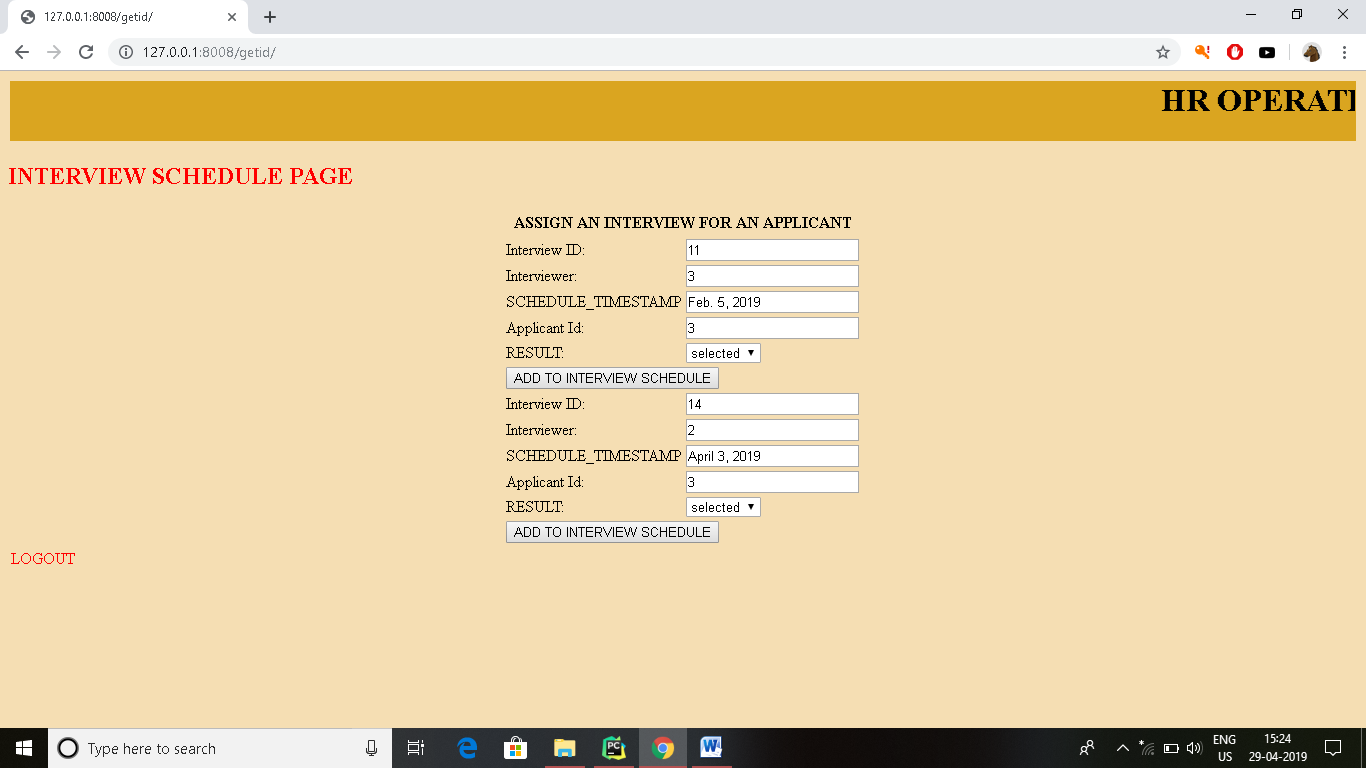 127.0.0.1:8008/getid/
127.0.0.1:8008/getid/
HR OPERATI
INTERVIEW SCHEDULE PAGE
ASSIGN AN INTERVIEW FOR AN APPLICANT
Interview ID: 11
Interviewer: 3
SCHEDULE_TIMESTAMP Feb. 5, 2019
Applicant Id: 3
RESULT: selected
ADD TO INTERVIEW SCHEDULE
Interview ID: 14
Interviewer: 2
SCHEDULE_TIMESTAMP April 3, 2019
Applicant Id: 3
RESULT: selected
ADD TO INTERVIEW SCHEDULE
LOGOUT
Type here to search
PC
W
ENG
US
15:24
29-04-2019